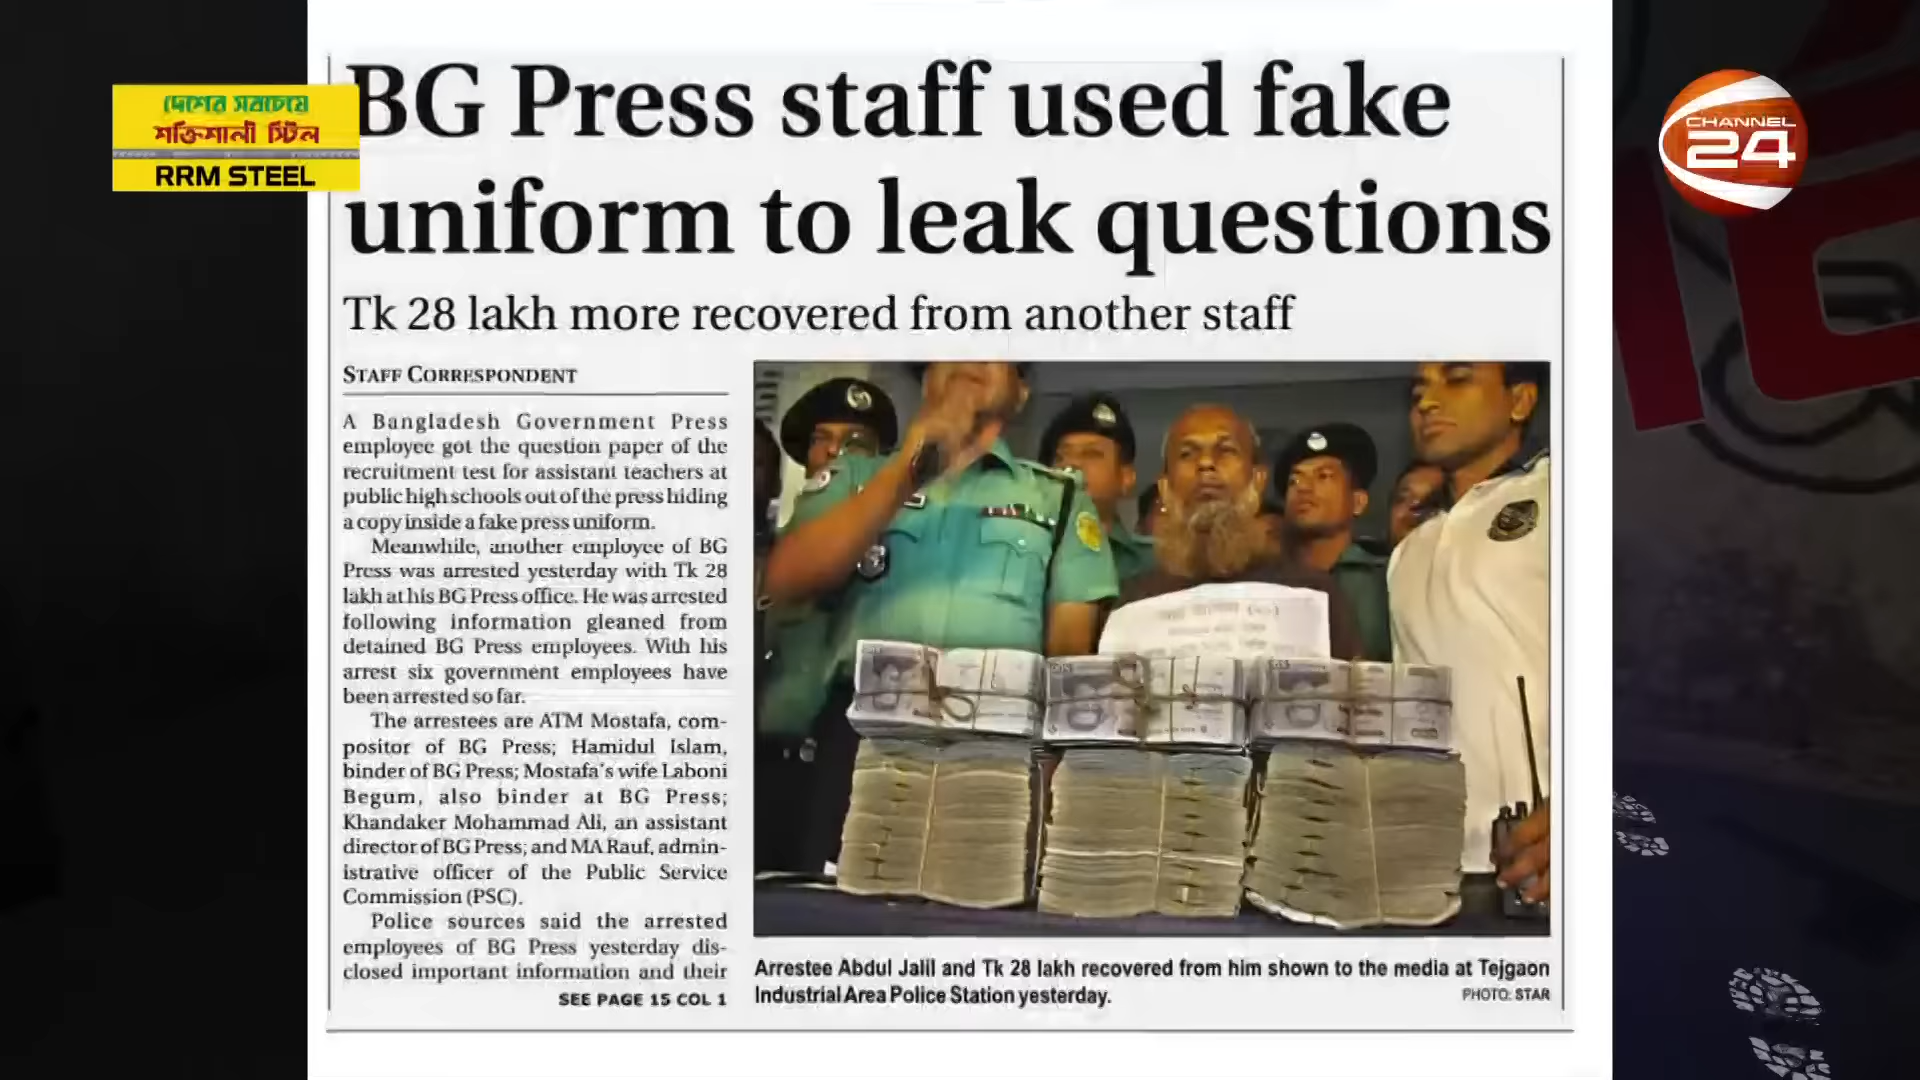 দেশের সবচেয়ে
শক্তিশালী স্টিল
RRM STEEL
CHANNEL
24
BG Press staff used fake
uniform to leak questions
Tk 28 lakh more recovered from another staff
STAFF CORRESPONDENT
A Bangladesh Government Press
employee got the question paper of the
recruitment test for assistant teachers at
public high schools out of the press hiding
a copy inside a fake press uniform.
Meanwhile, another employee of BG
Press was arrested yesterday with Tk 28
lakh at his BG Press office. He was arrested
following information gleaned from
detained BG Press employees. With his
arrest six government employees have
been arrested so far.
The arrestees are ATM Mostafa, com-
positor of BG Press; Hamidul Islam,
binder of BG Press; Mostafa's wife Laboni
Begum, also binder at BG Press;
Khandaker Mohammad Ali, an assistant
director of BG Press; and MA Rauf, admin-
istrative officer of the Public Service
Commission (PSC).
Police sources said the arrested
employees of BG Press yesterday dis-
closed important information and their
SEE PAGE 15 COL 1
Arrestee Abdul Jalil and Tk 28 lakh recovered from him shown to the media at Tejgaon
Industrial Area Police Station yesterday.
PHOTO: STAR